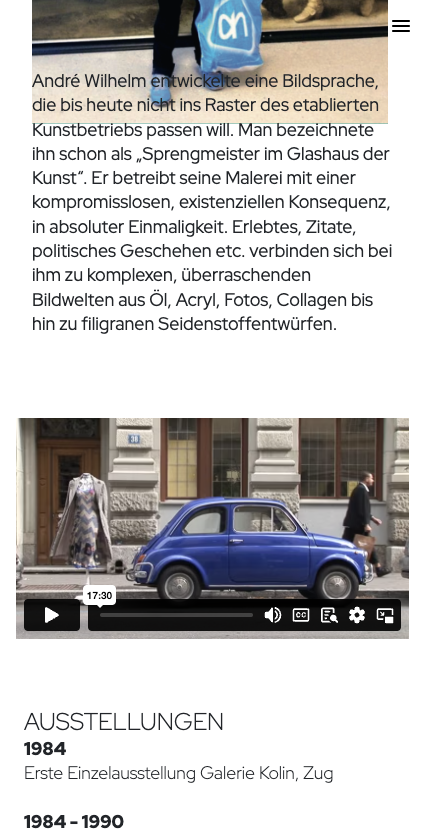 ah
André Wilhelm entwickelte eine Bildsprache,
die bis heute nicht ins Raster des etablierten
Kunstbetriebs passen will. Man bezeichnete
ihn schon als „Sprengmeister im Glashaus der
Kunst“. Er betreibt seine Malerei mit einer
kompromisslosen, existenziellen Konsequenz,
in absoluter Einmaligkeit. Erlebtes, Zitate,
politisches Geschehen etc. verbinden sich bei
ihm zu komplexen, überraschenden
Bildwelten aus Öl, Acryl, Fotos, Collagen bis
hin zu filigranen Seidenstoffentwürfen.
38
17:30
CC
AUSSTELLUNGEN
1984
Erste Einzelausstellung Galerie Kolin, Zug
1984 - 1990